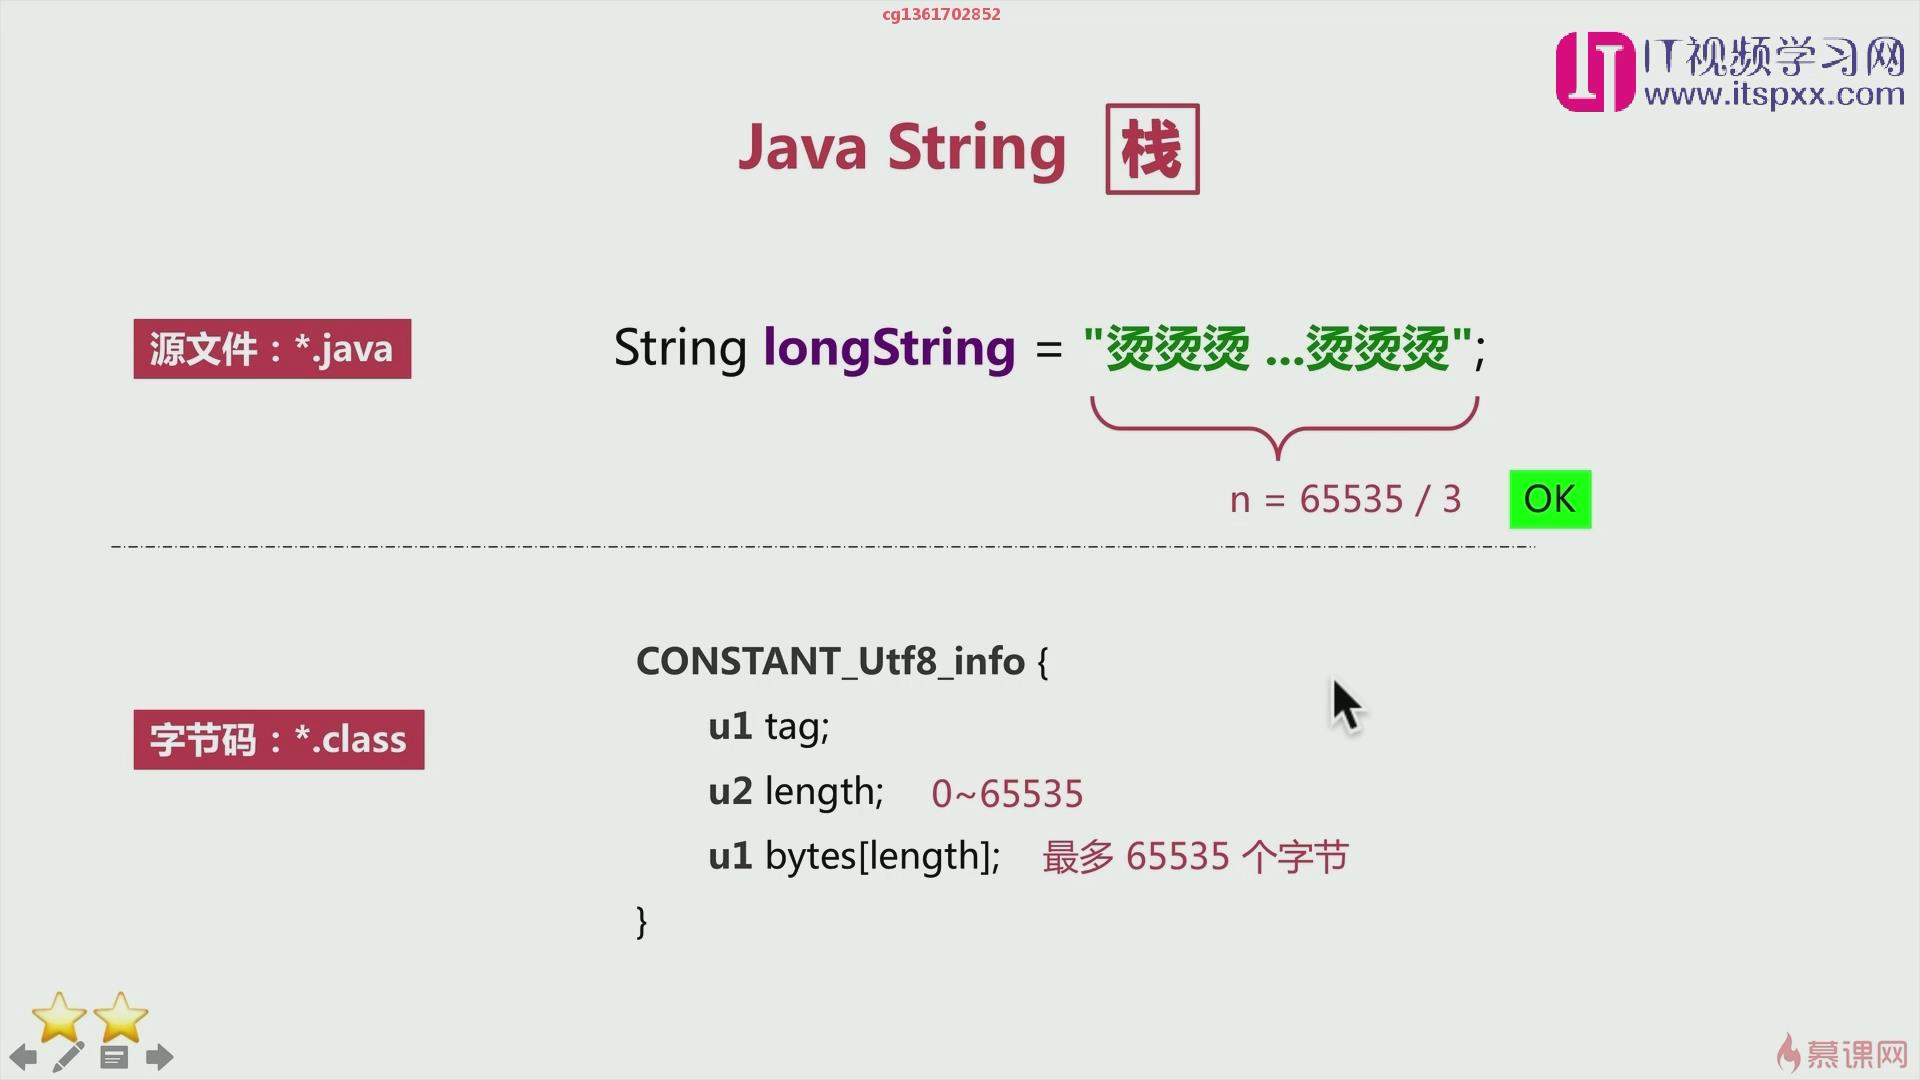 cg1361702852
IT视频学习网
www.itspxx.com
Java String 栈
源文件：*.java
String longString = "烫烫烫 ...烫烫烫";
n = 65535 / 3 OK
CONSTANT_Utf8_info {
u1 tag;
字节码：*.class
u2 length; 0~65535
u1 bytes[length]; 最多 65535 个字节
}
慕课网